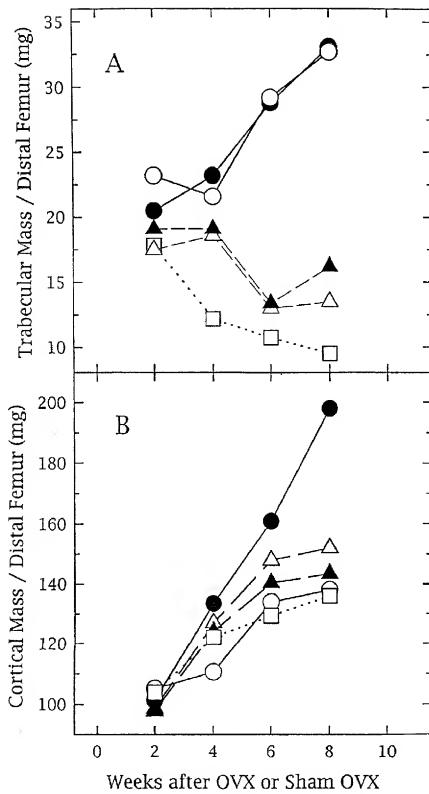 35
A
30
25
20
15
10
Trabecular Mass / Distal Femur (mg)
200
B
180
160
140
120
100
Cortical Mass / Distal Femur (mg)
0 2 4 6 8 10
Weeks after OVX or Sham OVX